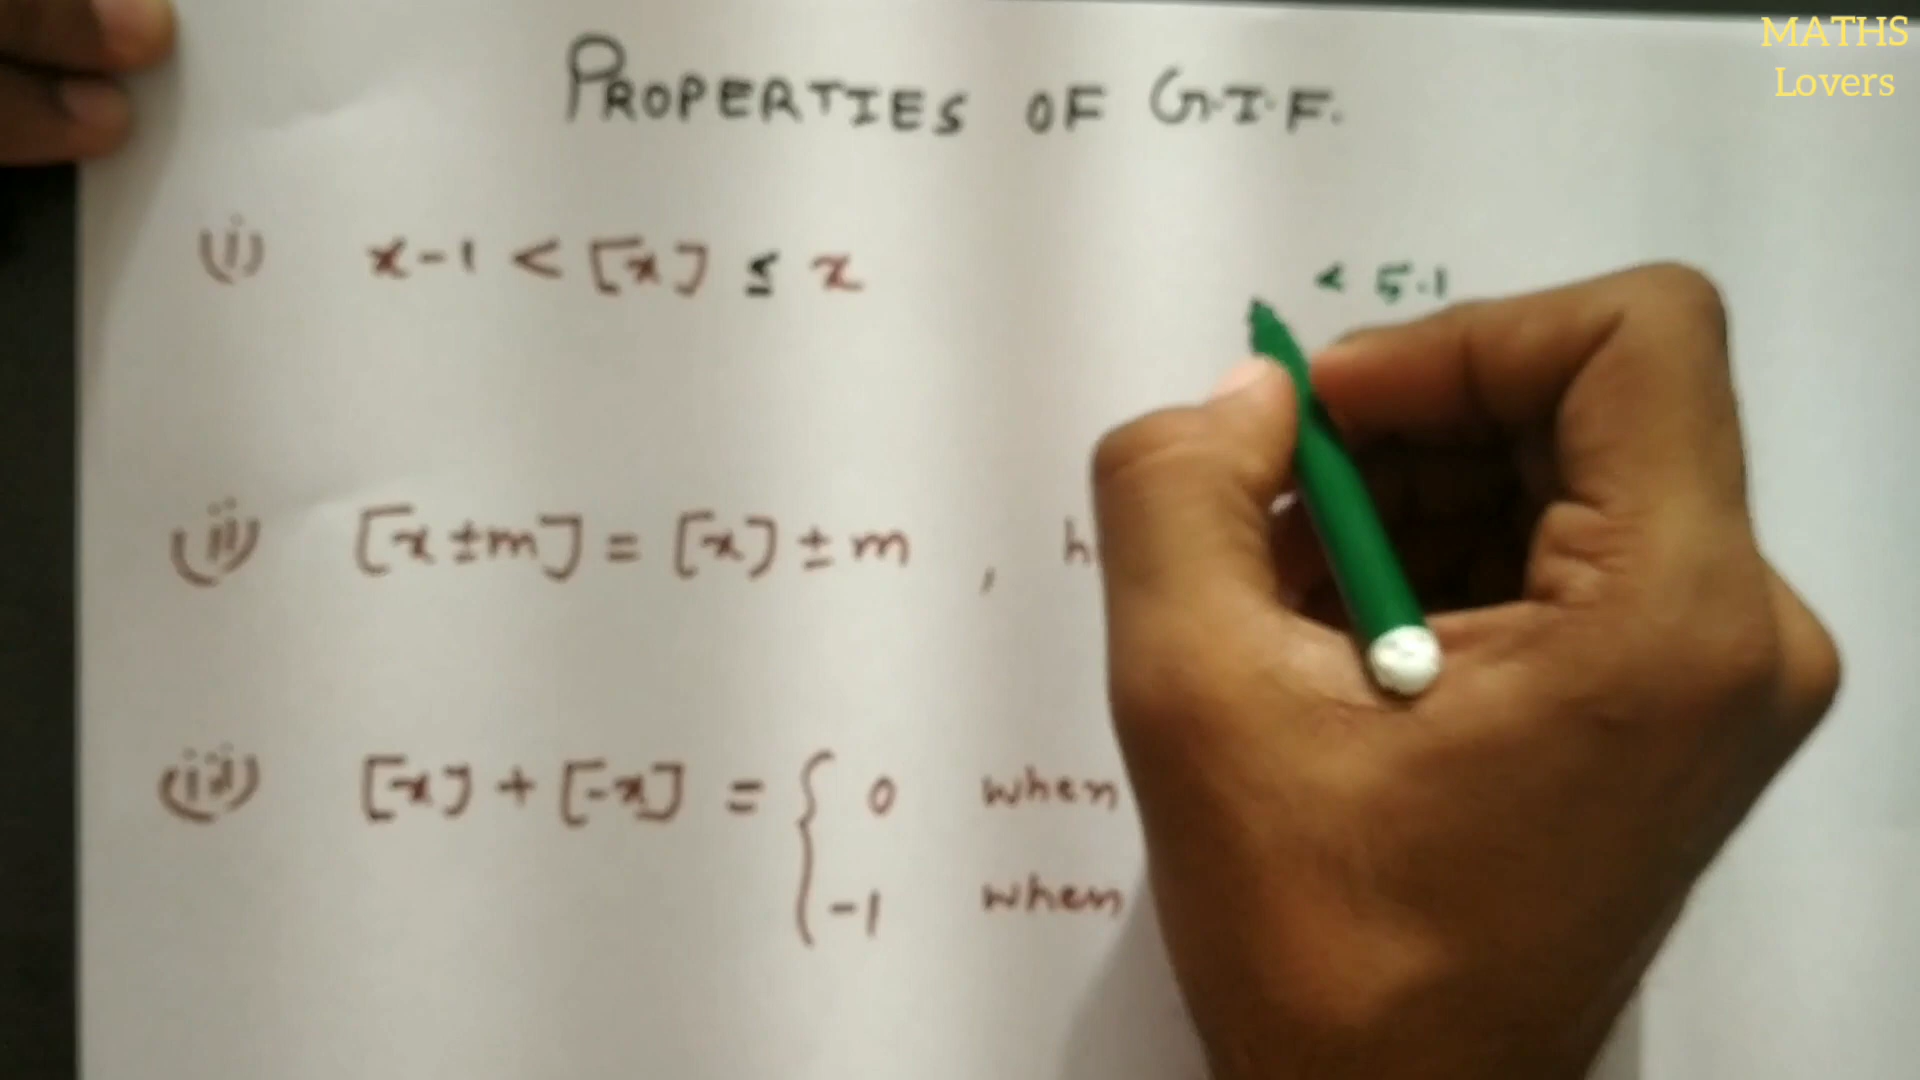 MATHS
Lovers
PROPERTIES OF G.I.F.
(i) x-1 < [x] ≤ x < 5.1
(ii) [x ± m] = [x] ± m ,
(iii) [x] + [-x] = { 0 when
-1 when